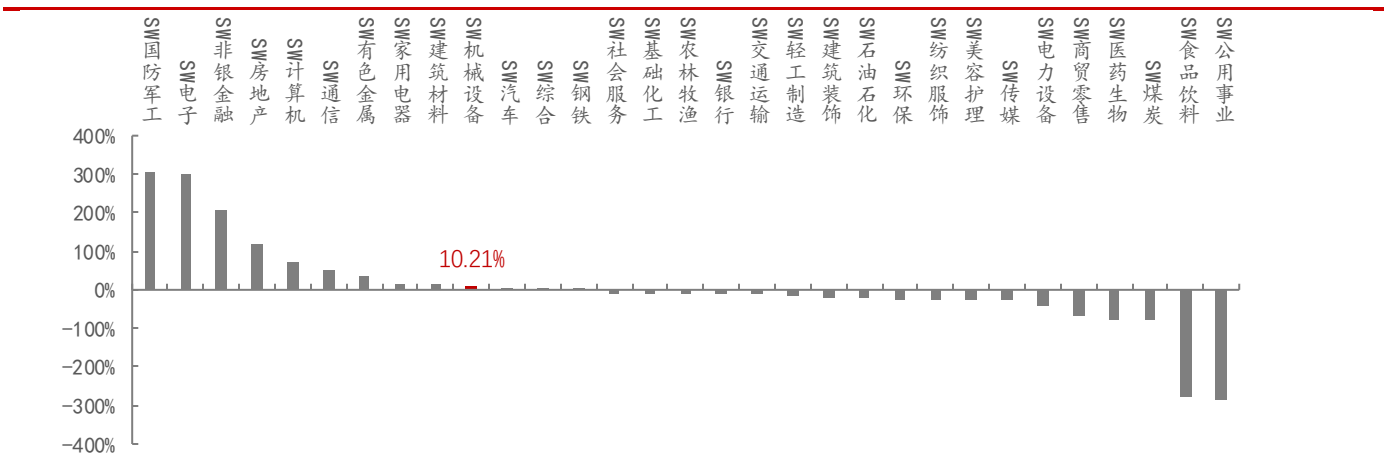 SW国防军工
SW电子
SW非银金融
SW房地产
SW计算机
SW通信
SW有色金属
SW家用电器
SW建筑材料
SW机械设备
SW汽车
SW综合
SW钢铁
SW社会服务
SW基础化工
SW农林牧渔
SW银行
SW交通运输
SW轻工制造
SW建筑装饰
SW石油石化
SW环保
SW纺织服饰
SW美容护理
SW传媒
SW电力设备
SW商贸零售
SW医药生物
SW煤炭
SW食品饮料
SW公用事业
400%
300%
200%
100%
0%
-100%
-200%
-300%
-400%
10.21%